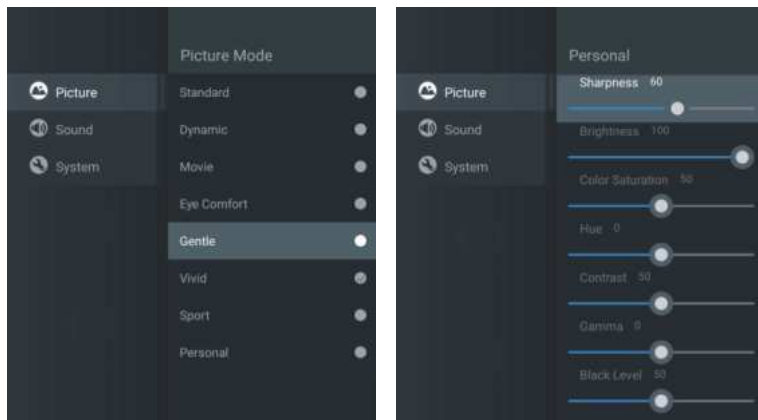 Picture Mode
Picture
Sound
System
Standard
Dynamic
Movie
Eye Comfort
Gentle
Vivid
Sport
Personal
Personal
Picture
Sound
System
Sharpness 60
Brightness 100
Color Saturation 50
Hue 0
Contrast 50
Gamma 0
Black Level 50